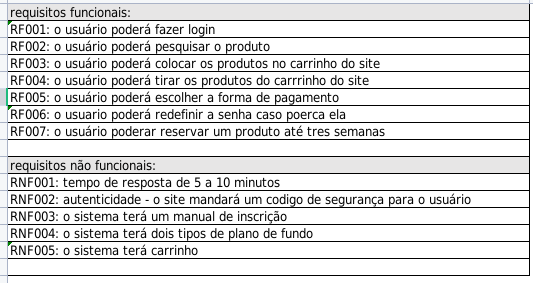 requisitos funcionais:
RF001: o usuário poderá fazer login
RF002: o usuário poderá pesquisar o produto
RF003: o usuário poderá colocar os produtos no carrinho do site
RF004: o usuário poderá tirar os produtos do carrrinho do site
RF005: o usuário poderá escolher a forma de pagamento
RF006: o usuário poderá redefinir a senha caso poerca ela
RF007: o usuário poderar reservar um produto até tres semanas
requisitos não funcionais:
RNF001: tempo de resposta de 5 a 10 minutos
RNF002: autenticidade - o site mandará um codigo de segurança para o usuário
RNF003: o sistema terá um manual de inscrição
RNF004: o sistema terá dois tipos de plano de fundo
RNF005: o sistema terá carrinho